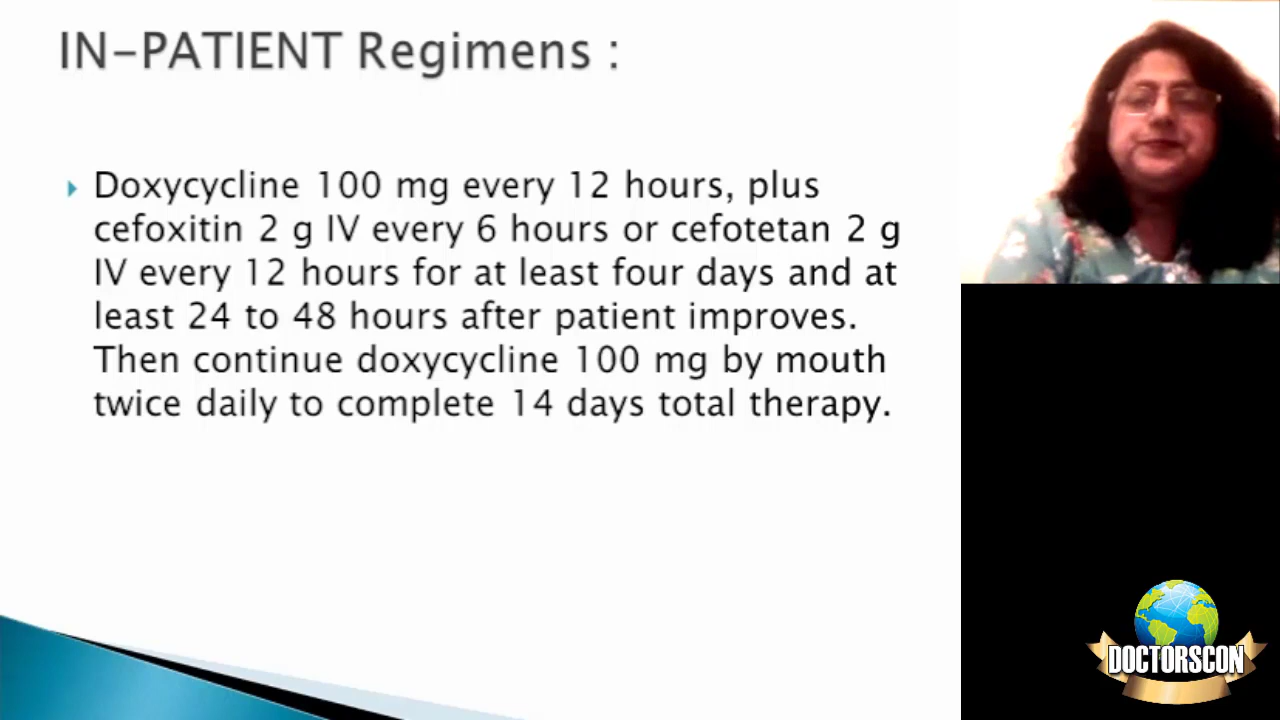 IN-PATIENT Regimens :
Doxycycline 100 mg every 12 hours, plus
cefoxitin 2 g IV every 6 hours or cefotetan 2 g
IV every 12 hours for at least four days and at
least 24 to 48 hours after patient improves.
Then continue doxycycline 100 mg by mouth
twice daily to complete 14 days total therapy.
DOCTORSCON